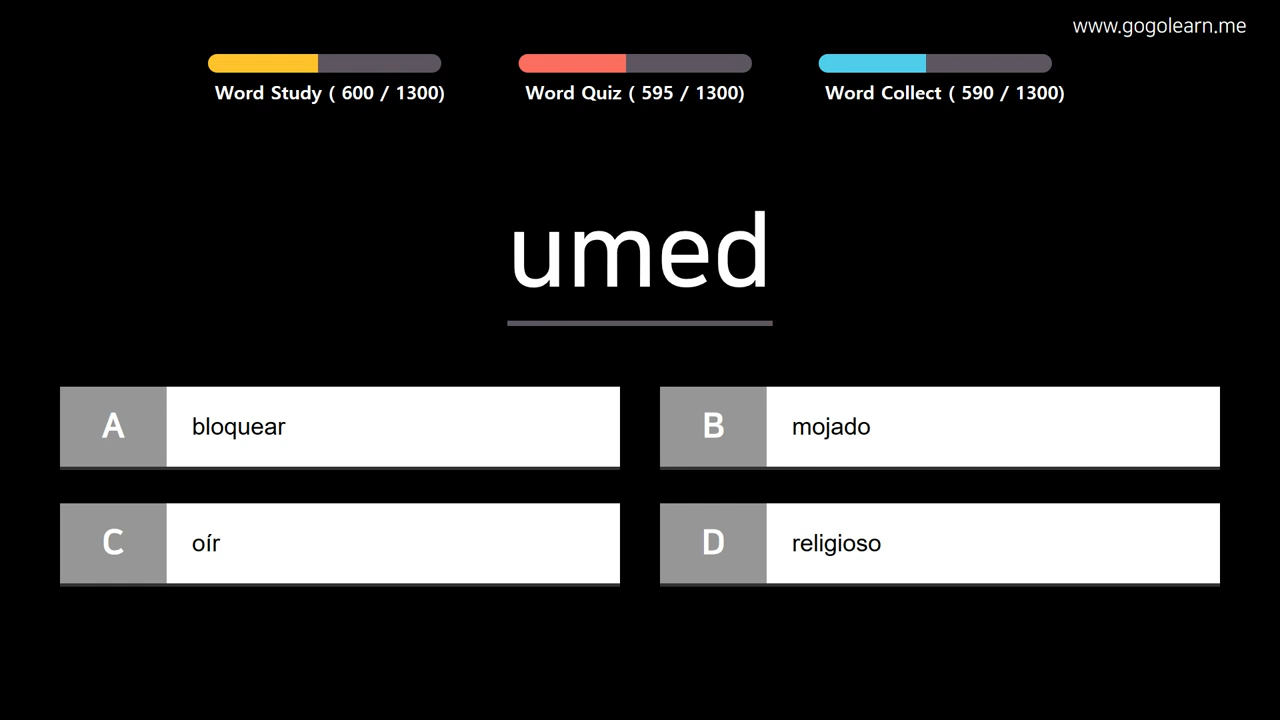 www.gogolearn.me
Word Study ( 600 / 1300)
Word Quiz ( 595 / 1300)
Word Collect ( 590 / 1300)
umed
A bloquear
B mojado
C oír
D religioso